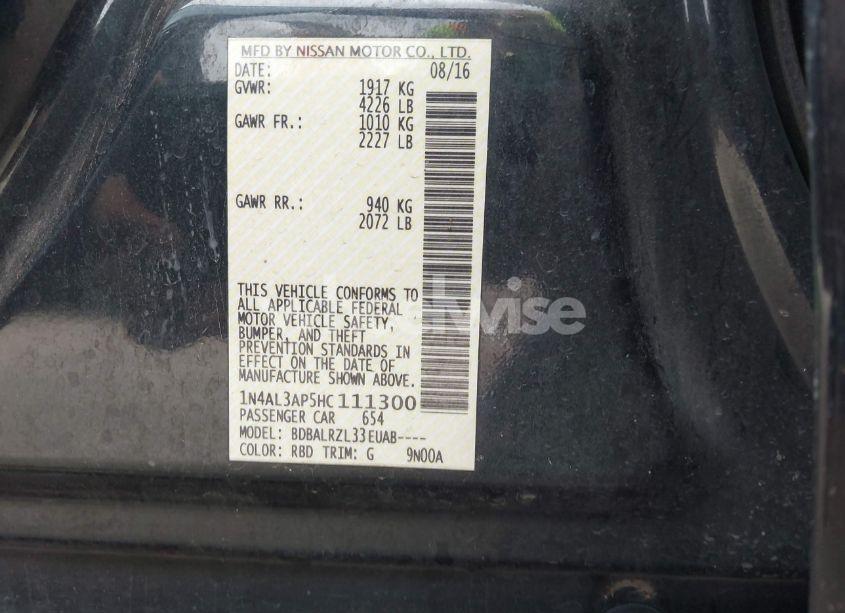 MFD BY NISSAN MOTOR CO., LTD.
DATE: 08/16
GVWR: 1917 KG
4226 LB
GAWR FR.: 1010 KG
2227 LB
GAWR RR.: 940 KG
2072 LB
THIS VEHICLE CONFORMS TO
ALL APPLICABLE FEDERAL
MOTOR VEHICLE SAFETY,
BUMPER, AND THEFT
PREVENTION STANDARDS IN
EFFECT ON THE DATE OF
MANUFACTURE SHOWN ABOVE.
1N4AL3AP5HC111300
PASSENGER CAR 654
MODEL: BDBALRZL33EUAB----
COLOR: RBD TRIM: G 9N00A